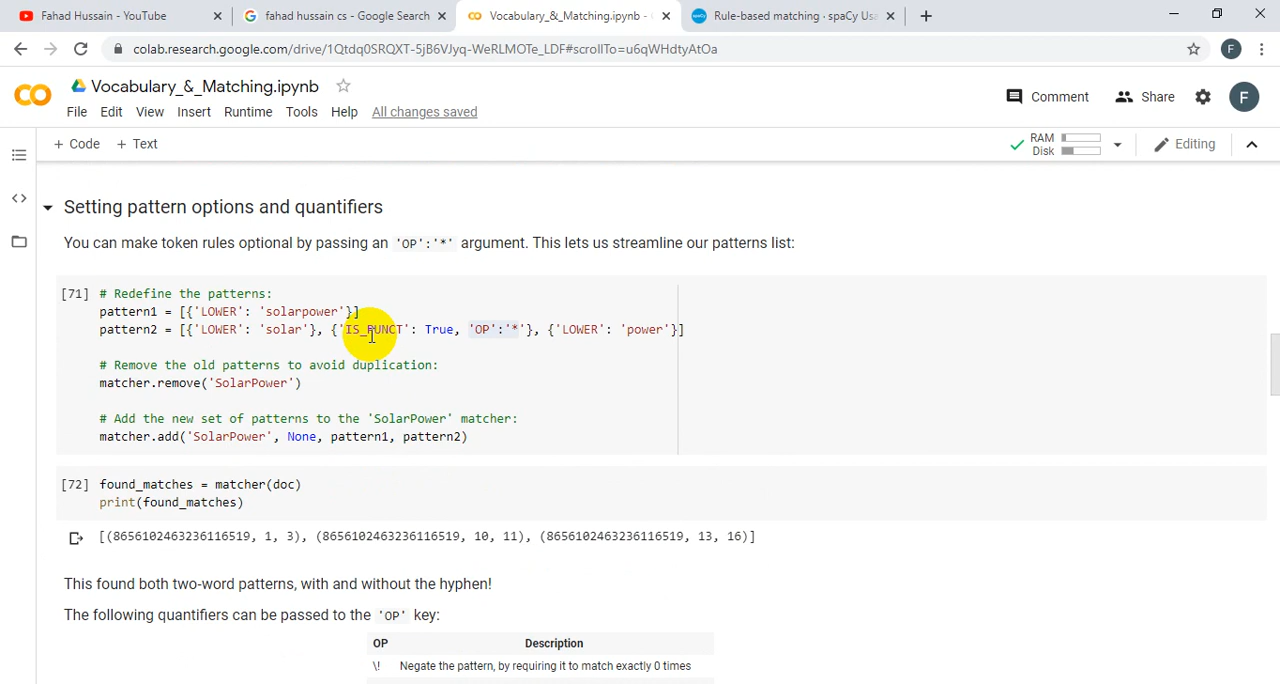 Fahad Hussain - YouTube
fahad hussain cs - Google Search
Vocabulary_&_Matching.ipynb -
Rule-based matching · spaCy Usa
colab.research.google.com/drive/1Qtdq0SRQXT-5jB6VJyq-WeRLMOTe_LDF#scrollTo=u6qWHdtyAtOa
F
Vocabulary_&_Matching.ipynb
File Edit View Insert Runtime Tools Help All changes saved
Comment Share F
+ Code + Text
RAM
Disk
Editing
Setting pattern options and quantifiers
You can make token rules optional by passing an 'OP':'*' argument. This lets us streamline our patterns list:
[71] # Redefine the patterns:
pattern1 = [{'LOWER': 'solarpower'}]
pattern2 = [{'LOWER': 'solar'}, {'IS_PUNCT': True, 'OP':'*'}, {'LOWER': 'power'}]
# Remove the old patterns to avoid duplication:
matcher.remove('SolarPower')
# Add the new set of patterns to the 'SolarPower' matcher:
matcher.add('SolarPower', None, pattern1, pattern2)
[72] found_matches = matcher(doc)
print(found_matches)
[(8656102463236116519, 1, 3), (8656102463236116519, 10, 11), (8656102463236116519, 13, 16)]
This found both two-word patterns, with and without the hyphen!
The following quantifiers can be passed to the 'OP' key:
OP Description
\! Negate the pattern, by requiring it to match exactly 0 times